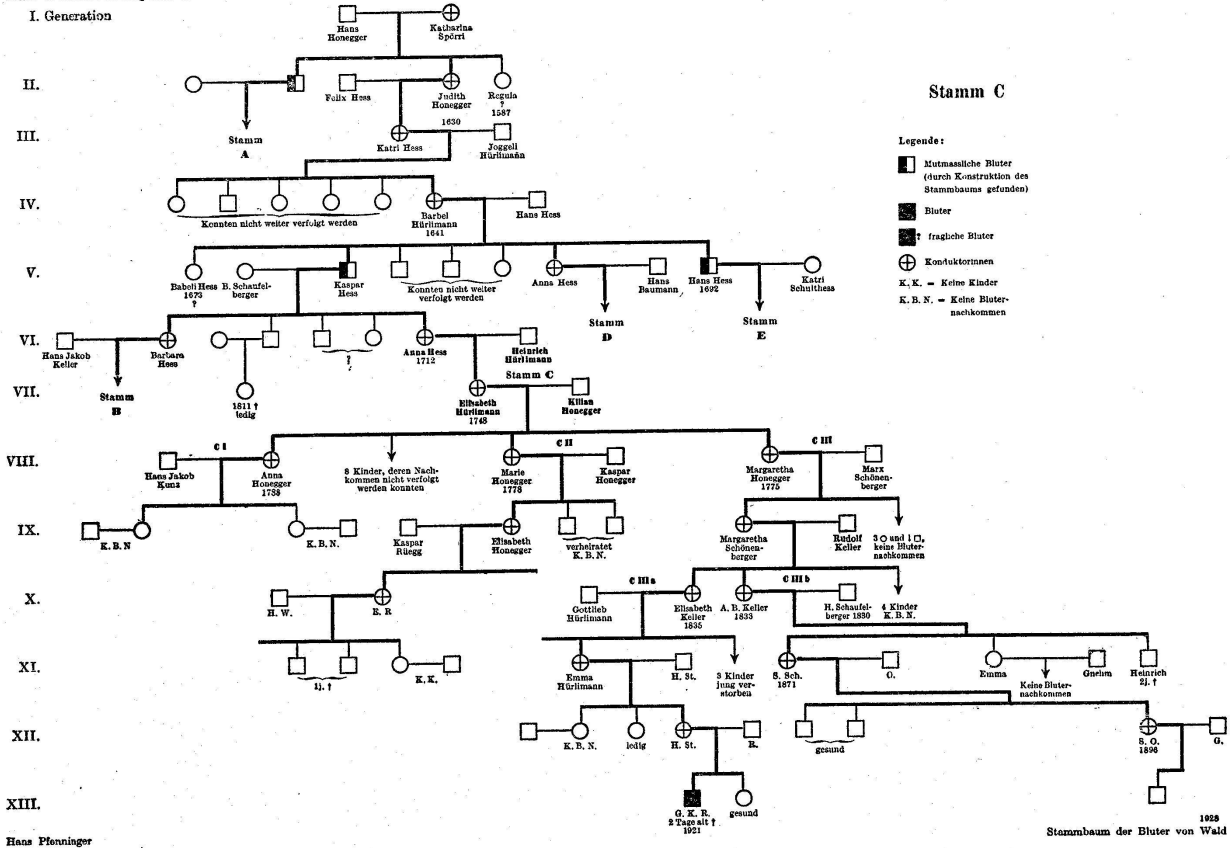 I. Generation
Hans
Honegger
Katharina
Spörri
II.
Felix Hess
Judith
Honegger
Regula
?
1587
Stamm C
III.
Stamm
A
1630
Katri Hess
Joggeli
Hürlimann
Legende:
Mutmassliche Bluter
(durch Konstruktion des
Stammbaums gefunden)
Bluter
? fragliche Bluter
Konduktorinnen
K. K. = Keine Kinder
K. B. N. = Keine Bluter-
nachkommen
IV.
Konnten nicht weiter verfolgt werden
Barbel
Hürlimann
1641
Hans Hess
V.
Babeli Hess
1673
?
B. Schaufel-
berger
Kaspar
Hess
Konnten nicht weiter
verfolgt werden
Anna Hess
Hans
Baumann
Hans Hess
1692
Katri
Schulthess
Stamm
D
Stamm
E
VI.
Hans Jakob
Keller
Barbara
Hess
?
Anna Hess
1712
Heinrich
Hürlimann
Stamm
B
VII.
1811 †
ledig
Stamm C
Elisabeth
Hürlimann
1748
Kilian
Honegger
VIII.
C I
C II
C III
Hans Jakob
Kunz
Anna
Honegger
1788
8 Kinder, deren Nach-
kommen nicht verfolgt
werden konnten
Marie
Honegger
1778
Kaspar
Honegger
Margaretha
Honegger
1775
Marx
Schönen-
berger
IX.
K. B. N
K. B. N.
Kaspar
Rüegg
Elisabeth
Honegger
verheiratet
K. B. N.
Margaretha
Schönen-
berger
Rudolf
Keller
3 O und 1 □,
keine Bluter-
nachkommen
X.
H. W.
E. R
C III a
C III b
Gottlieb
Hürlimann
Elisabeth
Keller
1835
A. B. Keller
1833
H. Schaufel-
berger 1830
4 Kinder
K. B. N.
XI.
1j. †
K. K.
Emma
Hürlimann
H. St.
3 Kinder
jung ver-
storben
S. Sch.
1871
O.
Emma
Keine Bluter-
nachkommen
Gnehm
Heinrich
2j. †
XII.
K. B. N.
ledig
H. St.
R.
gesund
S. O.
1896
G.
XIII.
G. K. R.
2 Tage alt †
1921
gesund
Hans Pfenninger
1928
Stammbaum der Bluter von Wald